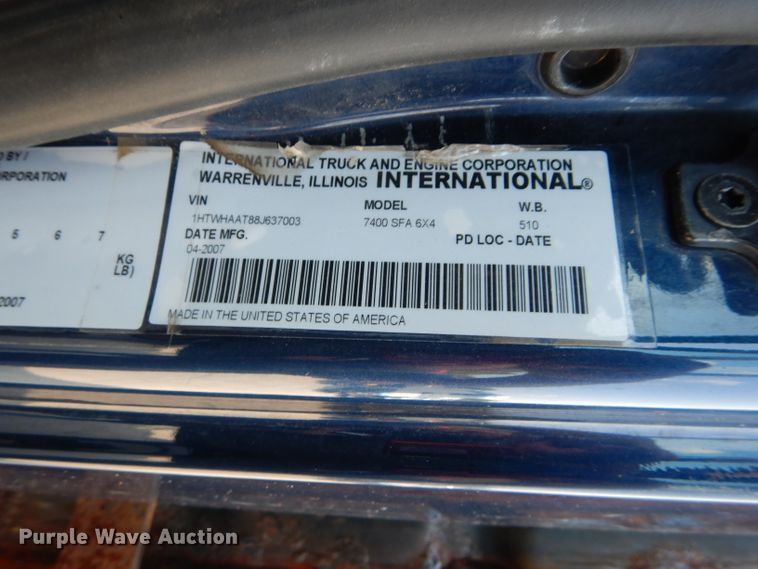 D BY /
ORPORATION
5 6 7
KG
LB)
2007
INTERNATIONAL TRUCK AND ENGINE CORPORATION
WARRENVILLE, ILLINOIS INTERNATIONAL®
VIN MODEL W.B.
1HTWHAAT88J637003 7400 SFA 6X4 510
DATE MFG. PD LOC - DATE
04-2007
MADE IN THE UNITED STATES OF AMERICA
Purple Wave Auction®